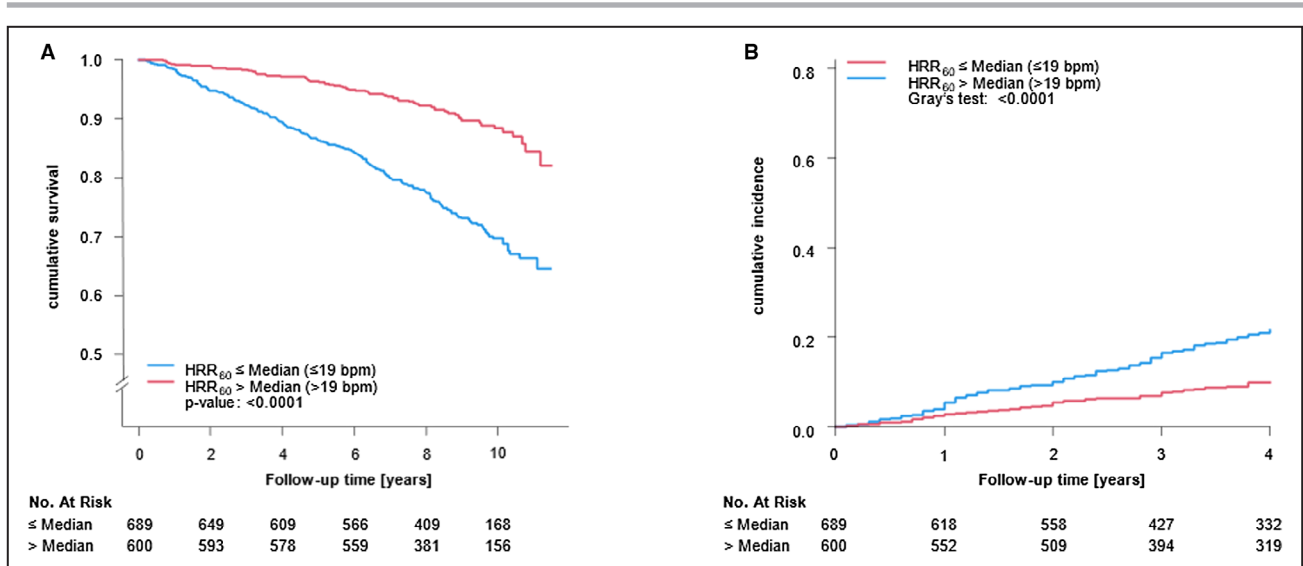 A
1.0
0.9
0.8
0.7
0.6
0.5
cumulative survival
HRR60 ≤ Median (≤19 bpm)
HRR60 > Median (>19 bpm)
p-value: <0.0001
0 2 4 6 8 10
Follow-up time [years]
No. At Risk
≤ Median 689 649 609 566 409 168
> Median 600 593 578 559 381 156
B
0.8
0.6
0.4
0.2
0.0
cumulative incidence
HRR60 ≤ Median (≤19 bpm)
HRR60 > Median (>19 bpm)
Gray's test: <0.0001
0 1 2 3 4
Follow-up time [years]
No. At Risk
≤ Median 689 618 558 427 332
> Median 600 552 509 394 319